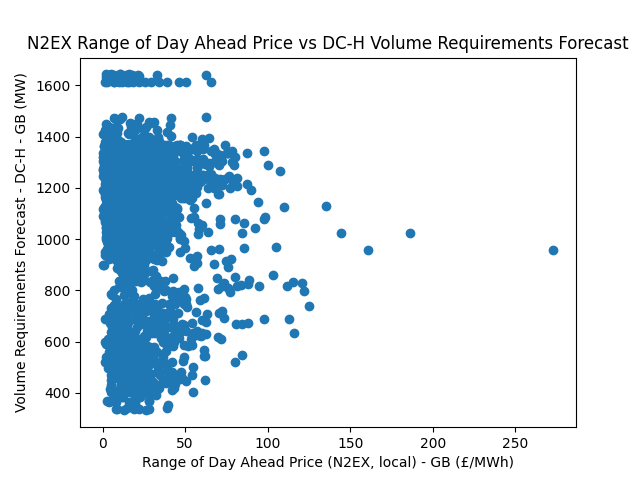 N2EX Range of Day Ahead Price vs DC-H Volume Requirements Forecast
Volume Requirements Forecast - DC-H - GB (MW)
1600
1400
1200
1000
800
600
400
0 50 100 150 200 250
Range of Day Ahead Price (N2EX, local) - GB (£/MWh)